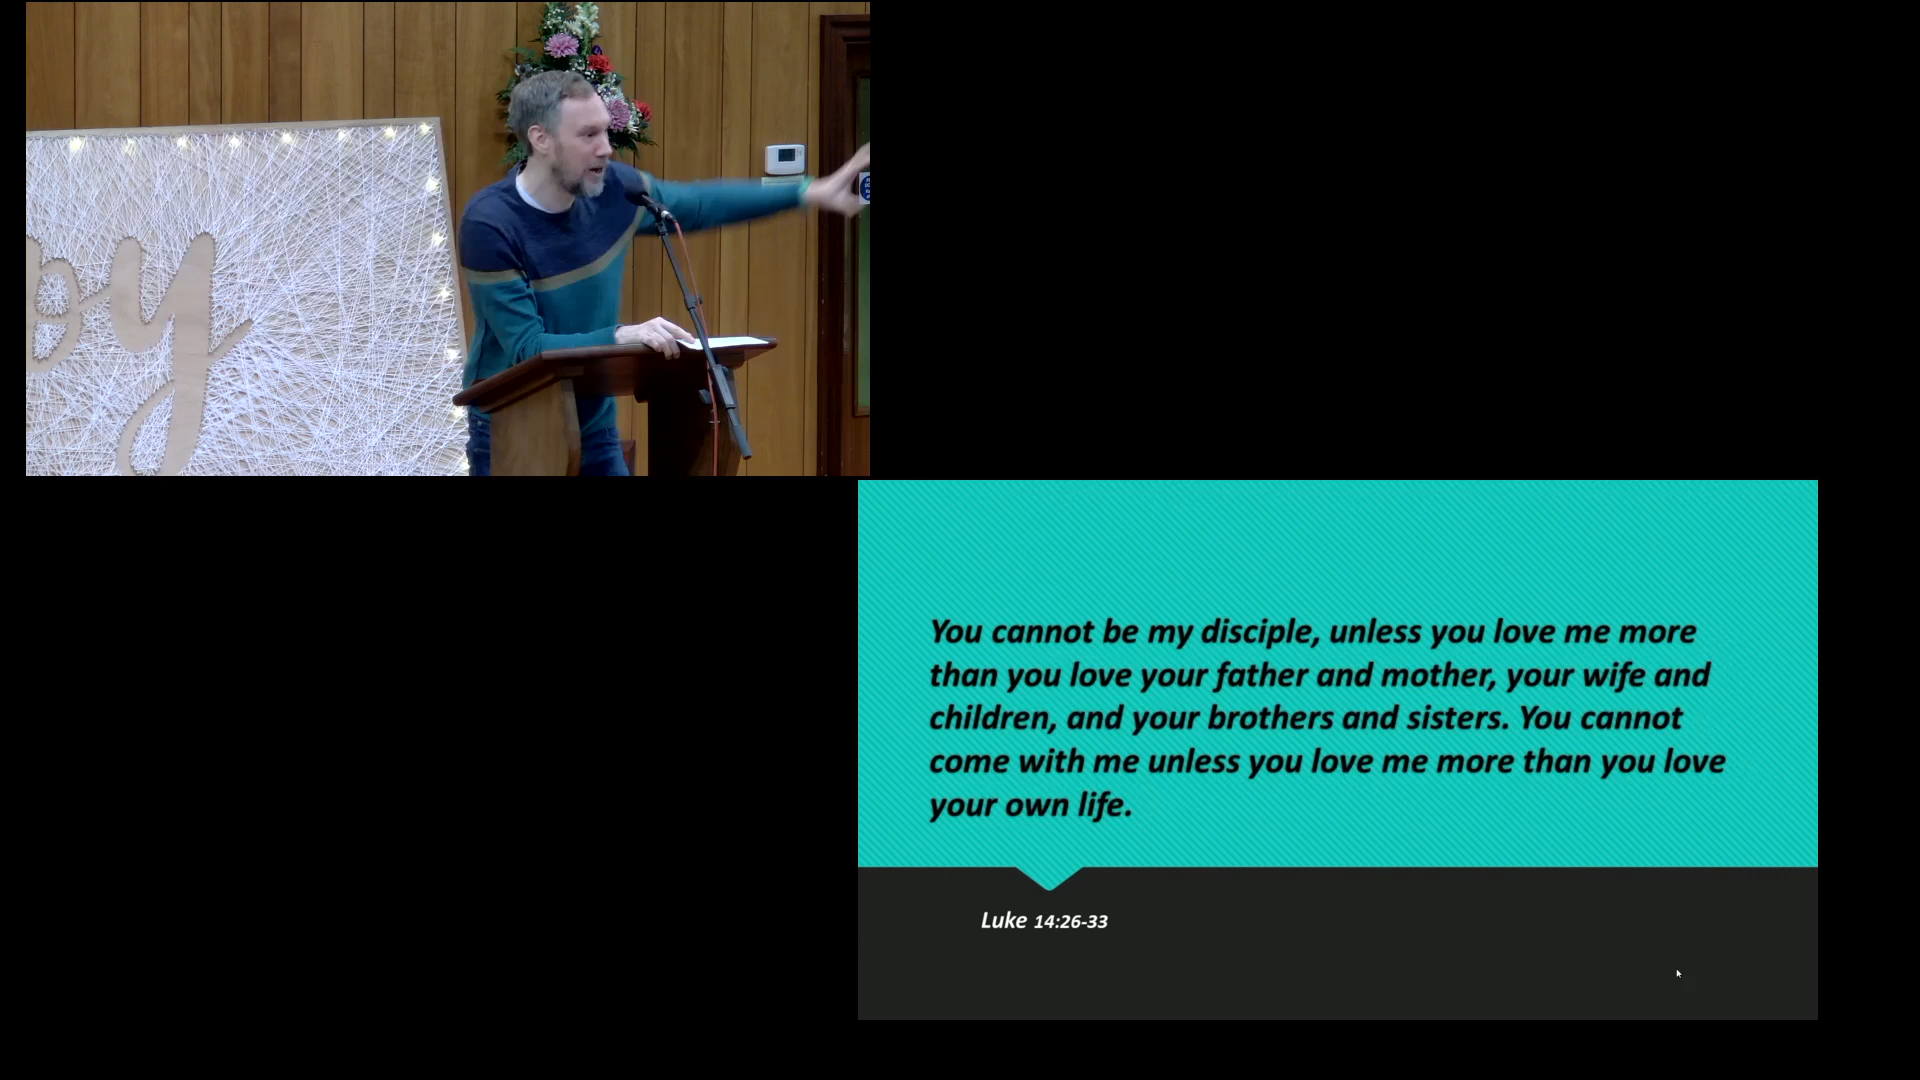 py
You cannot be my disciple, unless you love me more
than you love your father and mother, your wife and
children, and your brothers and sisters. You cannot
come with me unless you love me more than you love
your own life.
Luke 14:26-33